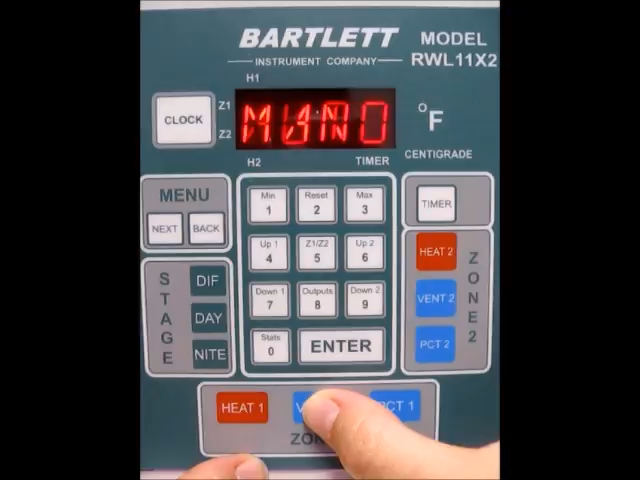 BARTLETT
INSTRUMENT COMPANY
MODEL
RWL11X2
H1
CLOCK
Z1
Z2
°F
H2
TIMER
CENTIGRADE
MENU
NEXT
BACK
Min
1
Reset
2
Max
3
TIMER
Up 1
4
Z1/Z2
5
Up 2
6
HEAT 2
VENT 2
PCT 2
ZONE 2
STAGE
DIF
DAY
NITE
Down 1
7
Outputs
8
Down 2
9
Stats
0
ENTER
HEAT 1
PCT 1